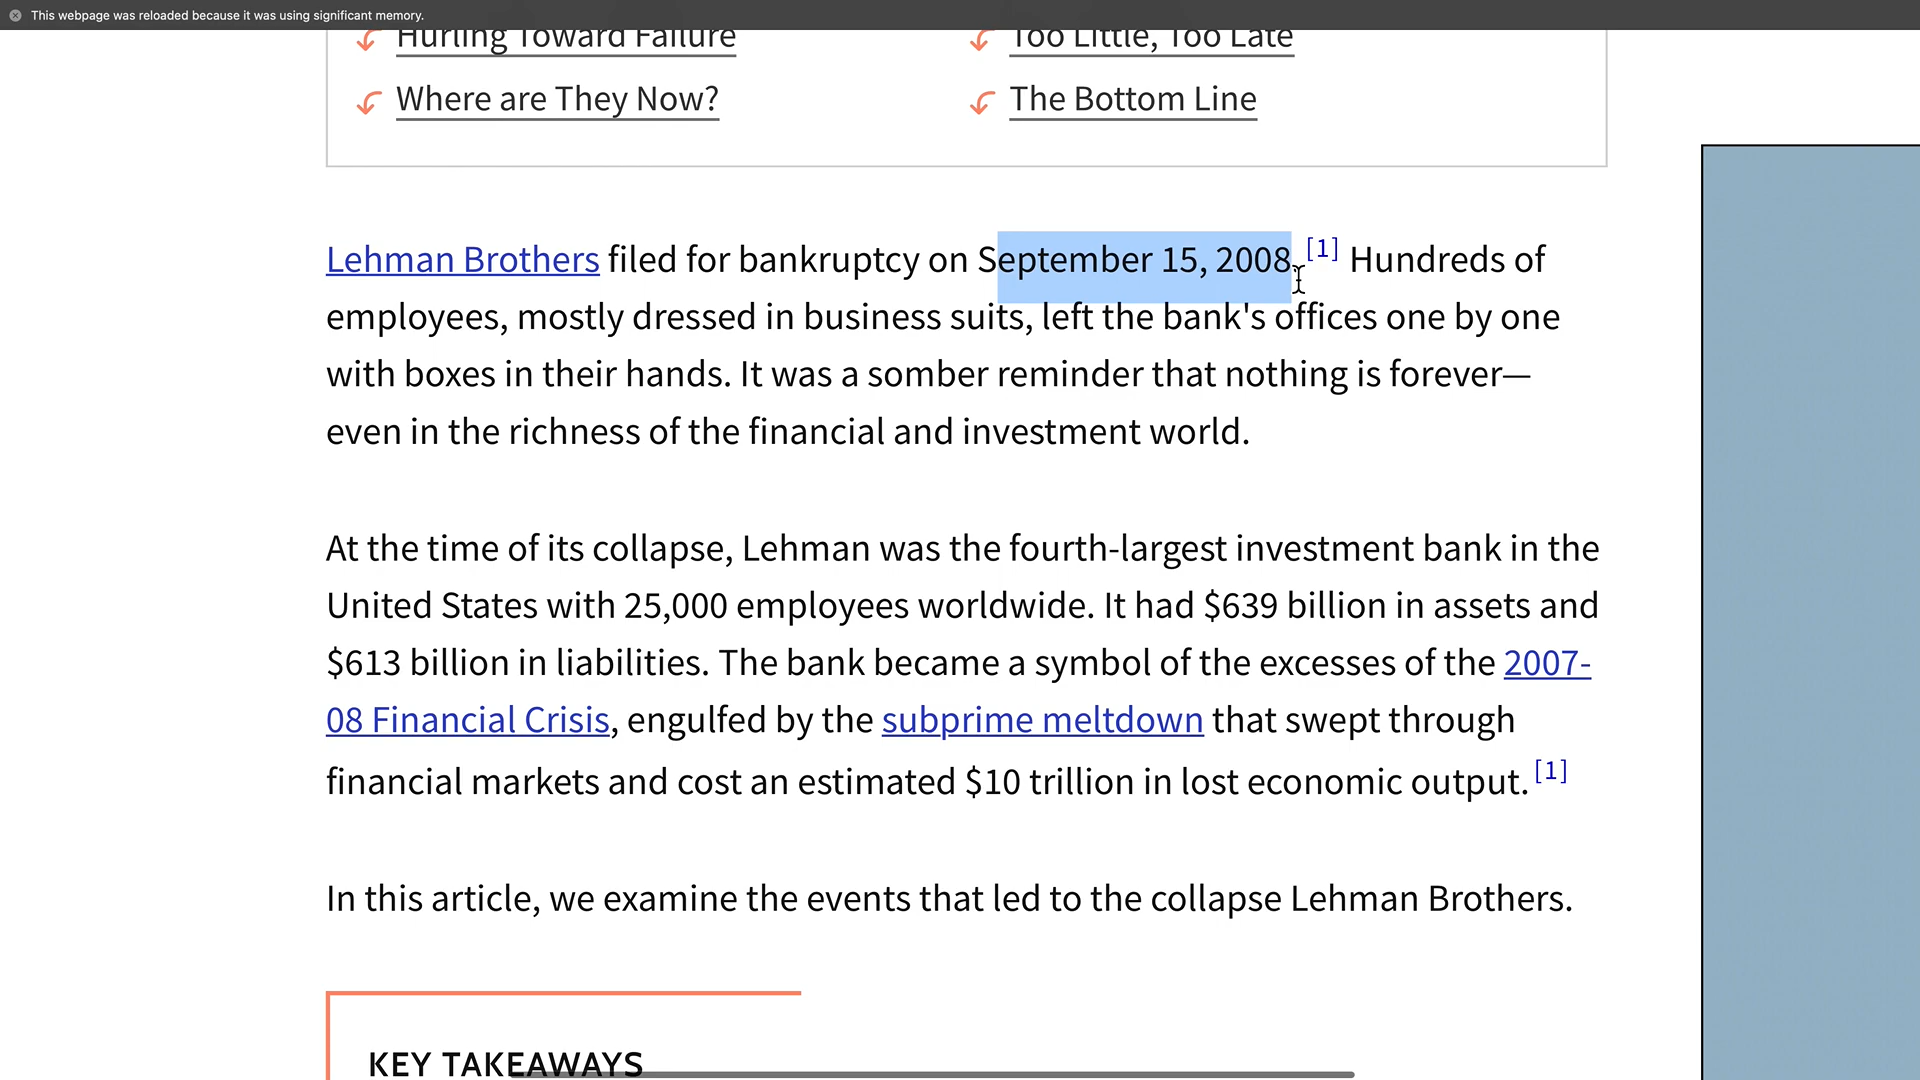 This webpage was reloaded because it was using significant memory.
Hurling Toward Failure
Too Little, Too Late
Where are They Now?
The Bottom Line
Lehman Brothers filed for bankruptcy on September 15, 2008. [1] Hundreds of
employees, mostly dressed in business suits, left the bank's offices one by one
with boxes in their hands. It was a somber reminder that nothing is forever—
even in the richness of the financial and investment world.
At the time of its collapse, Lehman was the fourth-largest investment bank in the
United States with 25,000 employees worldwide. It had $639 billion in assets and
$613 billion in liabilities. The bank became a symbol of the excesses of the 2007-
08 Financial Crisis, engulfed by the subprime meltdown that swept through
financial markets and cost an estimated $10 trillion in lost economic output. [1]
In this article, we examine the events that led to the collapse Lehman Brothers.
KEY TAKEAWAYS